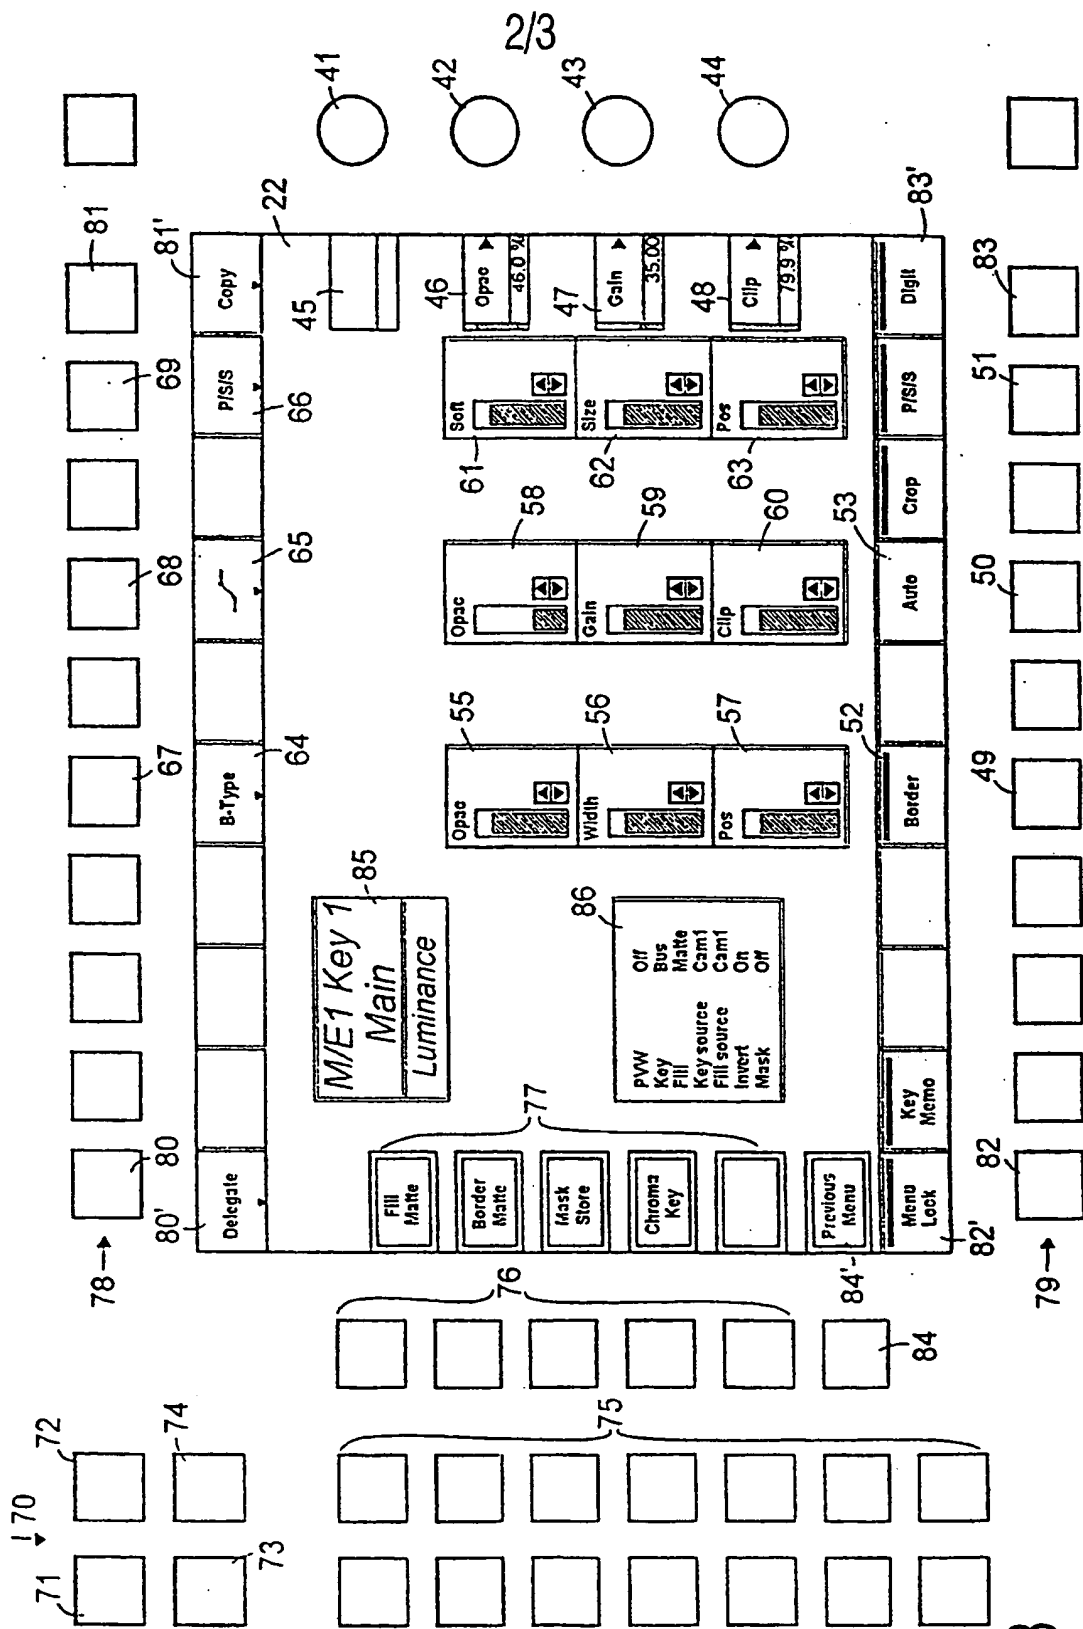 2/3
41
42
43
44
78
80
67
68
69
81
80'
Delegate
B-Type
64
65
P/S/S
66
Copy
81'
22
70
71
72
73
74
75
76
77
84
Fill
Matte
Border
Matte
Mask
Store
Chroma
Key
Previous
Menu
84'
M/E1 Key 1
Main
85
Luminance
86
PVW Off
Key Bus
Fill Matte
Key source Cam1
Fill source Cam1
Invert On
Mask Off
55
Opac
56
Width
57
Pos
58
Opac
59
Gain
60
Clip
61
Soft
62
Size
63
Pos
45
46
Opac
46.0 %
47
Gain
35.00
48
Clip
79.9 %
Menu
Lock
82'
Key
Memo
Border
52
Auto
53
Crop
P/S/S
Digit
83'
79
82
49
50
51
83